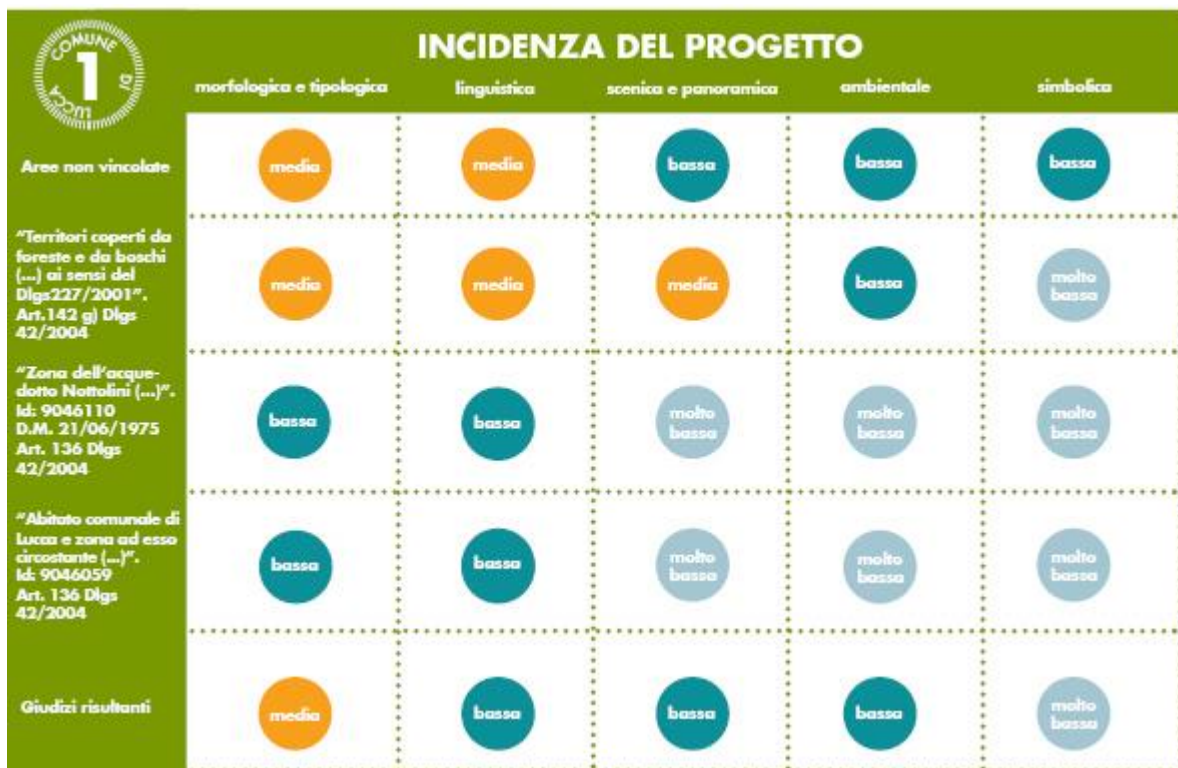 COMUNE DI LUCCA
1
INCIDENZA DEL PROGETTO
morfologica e tipologica linguistica scenica e panoramica ambientale simbolica
Aree non vincolate
media media bassa bassa bassa
"Territori coperti da
foreste e da boschi
(...) ai sensi del
Dlgs227/2001".
Art.142 g) Dlgs
42/2004
media media media bassa molto
bassa
"Zona dell'acque-
dotto Nottolini (...)".
Id: 9046110
D.M. 21/06/1975
Art. 136 Dlgs
42/2004
bassa bassa molto
bassa molto
bassa molto
bassa
"Abitato comunale di
Lucca e zona ad esso
circostante (...)".
Id: 9046059
Art. 136 Dlgs
42/2004
bassa bassa molto
bassa molto
bassa molto
bassa
Giudizi risultanti
media bassa bassa bassa molto
bassa